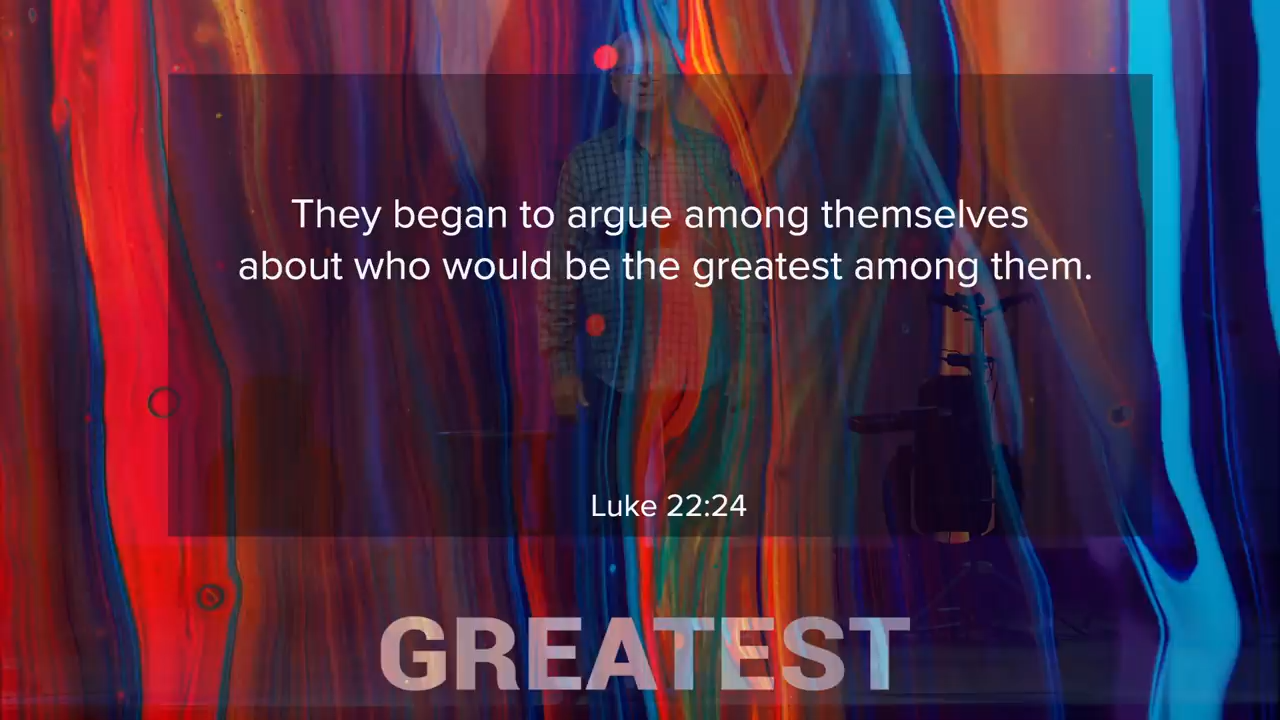 They began to argue among themselves
about who would be the greatest among them.
Luke 22:24
GREATEST